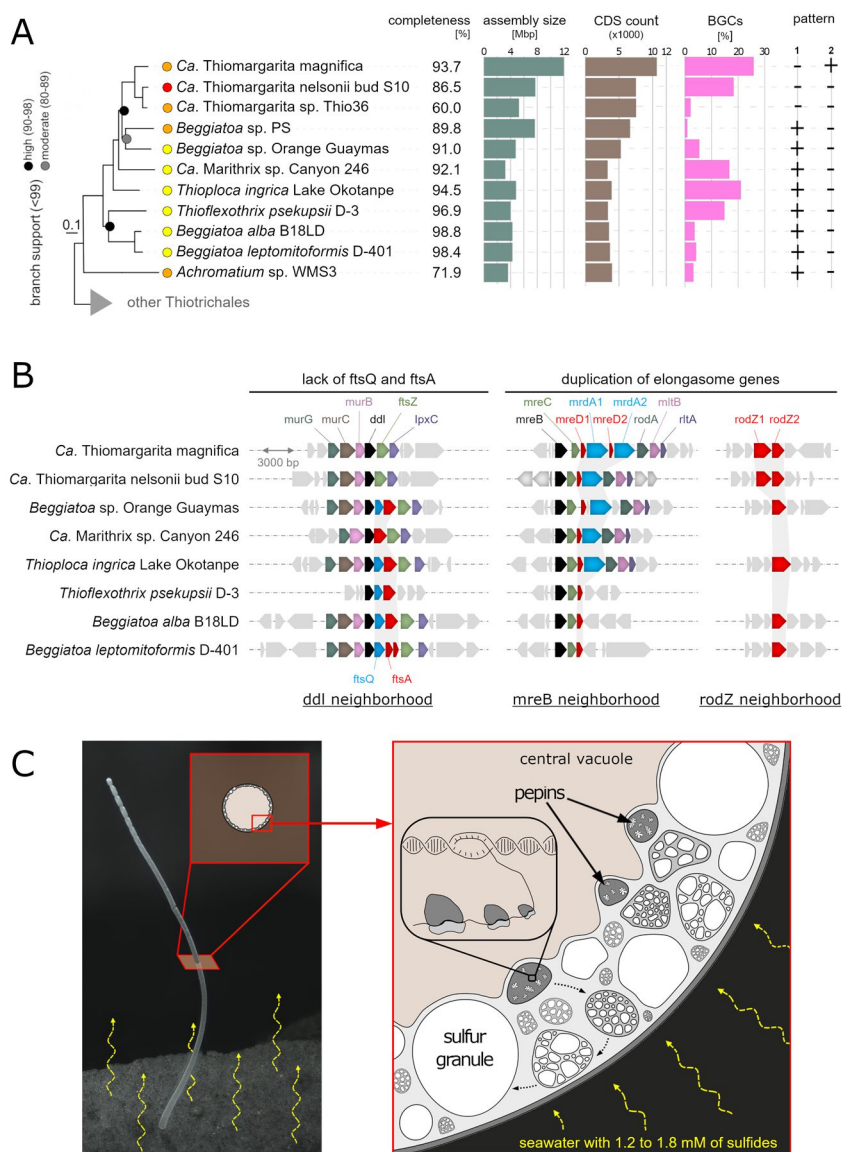 A
completeness [%]
assembly size [Mbp]
CDS count (x1000)
BGCs [%]
pattern
0 4 8 12
0 5 10 12
0 10 20 30
1 2
Ca. Thiomargarita magnifica 93.7 - +
Ca. Thiomargarita nelsonii bud S10 86.5 - -
Ca. Thiomargarita sp. Thio36 60.0 - -
Beggiatoa sp. PS 89.8 + -
Beggiatoa sp. Orange Guaymas 91.0 + -
Ca. Marithrix sp. Canyon 246 92.1 + -
Thioploca ingrica Lake Okotanpe 94.5 + -
Thioflexothrix psekupsii D-3 96.9 + -
Beggiatoa alba B18LD 98.8 + -
Beggiatoa leptomitoformis D-401 98.4 + -
Achromatium sp. WMS3 71.9 + -
other Thiotrichales
0.1
branch support (<99)
high (90-98)
moderate (80-89)
B
lack of ftsQ and ftsA
duplication of elongasome genes
murB ftsZ
murG murC ddl lpxC
mreC mrdA1 mrdA2 mltB
mreB mreD1 mreD2 rodA rltA
rodZ1 rodZ2
Ca. Thiomargarita magnifica
3000 bp
Ca. Thiomargarita nelsonii bud S10
Beggiatoa sp. Orange Guaymas
Ca. Marithrix sp. Canyon 246
Thioploca ingrica Lake Okotanpe
Thioflexothrix psekupsii D-3
Beggiatoa alba B18LD
Beggiatoa leptomitoformis D-401
ftsQ ftsA
ddl neighborhood
mreB neighborhood
rodZ neighborhood
C
central vacuole
pepins
sulfur
granule
seawater with 1.2 to 1.8 mM of sulfides